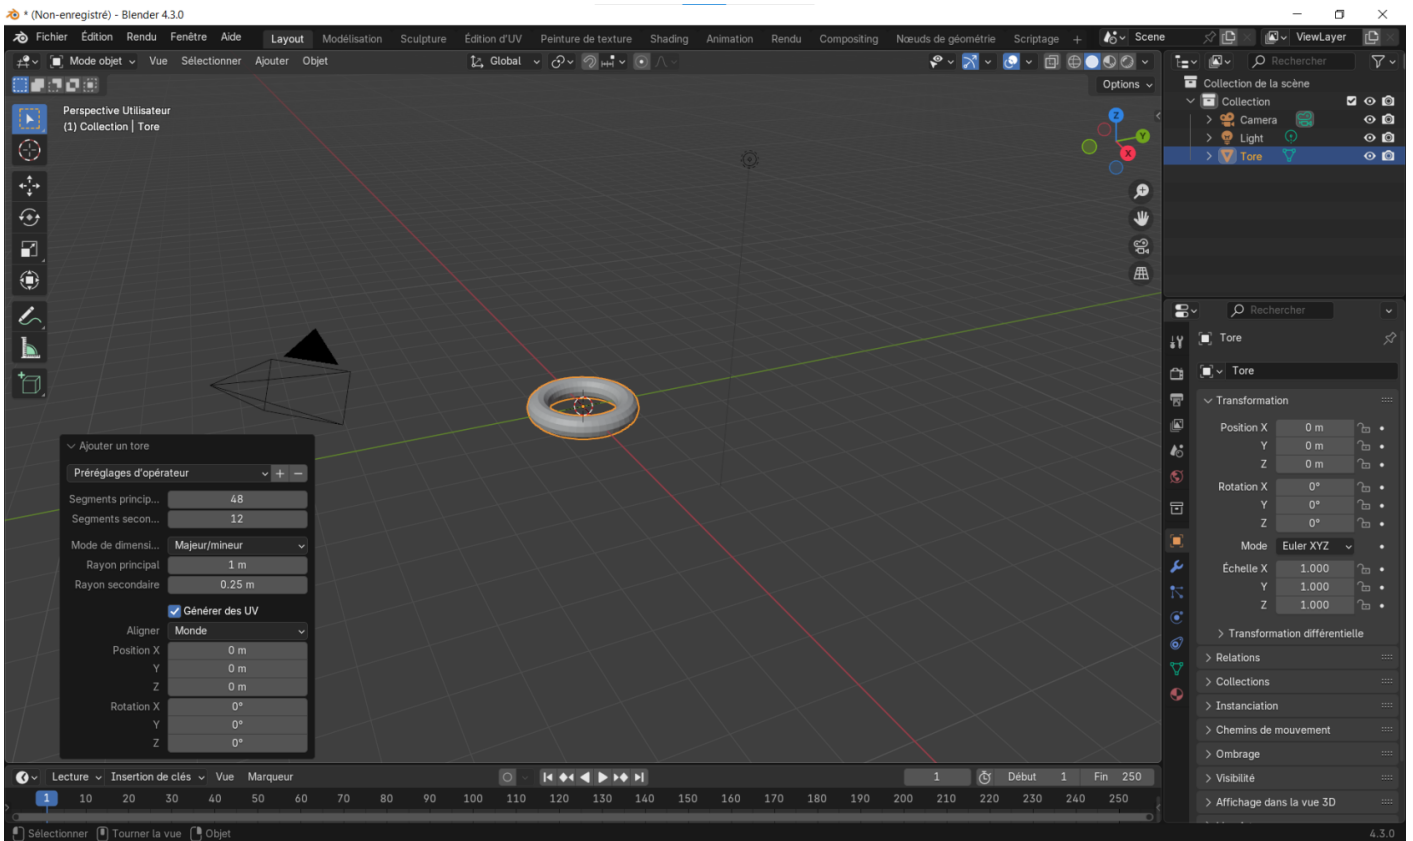 * (Non-enregistré) - Blender 4.3.0
Fichier Édition Rendu Fenêtre Aide Layout Modélisation Sculpture Édition d'UV Peinture de texture Shading Animation Rendu Compositing Nœuds de géométrie Scriptage + Scene ViewLayer
Mode objet Vue Sélectionner Ajouter Objet Global Rechercher
Options
Perspective Utilisateur
(1) Collection | Tore
Z
Y
X
Collection de la scène
Collection
Camera
Light
Tore
Rechercher
Tore
Tore
Transformation
Position X 0 m
Y 0 m
Z 0 m
Rotation X 0°
Y 0°
Z 0°
Mode Euler XYZ
Échelle X 1.000
Y 1.000
Z 1.000
Transformation différentielle
Relations
Collections
Instanciation
Chemins de mouvement
Ombrage
Visibilité
Affichage dans la vue 3D
Ajouter un tore
Préréglages d'opérateur + −
Segments princip... 48
Segments secon... 12
Mode de dimensi... Majeur/mineur
Rayon principal 1 m
Rayon secondaire 0.25 m
Générer des UV
Aligner Monde
Position X 0 m
Y 0 m
Z 0 m
Rotation X 0°
Y 0°
Z 0°
Lecture Insertion de clés Vue Marqueur 1 Début 1 Fin 250
1 10 20 30 40 50 60 70 80 90 100 110 120 130 140 150 160 170 180 190 200 210 220 230 240 250
Sélectionner Tourner la vue Objet 4.3.0